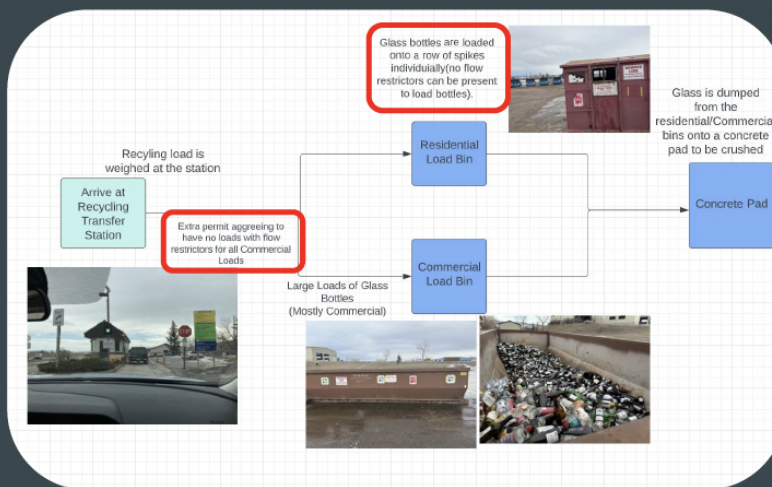 Glass bottles are loaded
onto a row of spikes
individuially(no flow
restrictors can be present
to load bottles).
Glass is dumped
from the
residential/Commercial
bins onto a concrete
pad to be crushed
Recyling load is
weighed at the station
Arrive at
Recycling
Transfer
Station
Extra permit aggreeing to
have no loads with flow
restrictors for all Commercial
Loads
Residential
Load Bin
Concrete Pad
Commercial
Load Bin
Large Loads of Glass
Bottles
(Mostly Commercial)
STOP